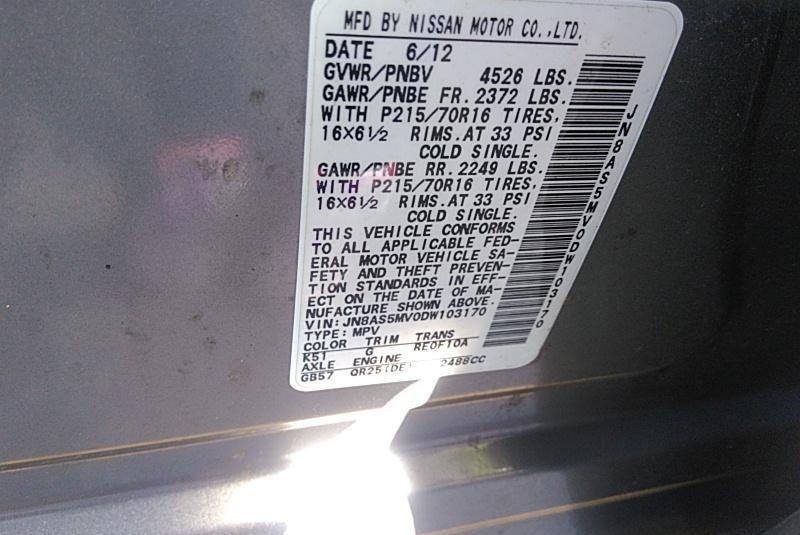 MFD BY NISSAN MOTOR CO.,LTD.
DATE 6/12
GVWR/PNBV 4526 LBS.
GAWR/PNBE FR. 2372 LBS.
WITH P215/70R16 TIRES,
16X6½ RIMS.AT 33 PSI
COLD SINGLE.
GAWR/PNBE RR. 2249 LBS.
WITH P215/70R16 TIRES,
16X6½ RIMS.AT 33 PSI
COLD SINGLE.
THIS VEHICLE CONFORMS
TO ALL APPLICABLE FED-
ERAL MOTOR VEHICLE SA-
FETY AND THEFT PREVEN-
TION STANDARDS IN EFF-
ECT ON THE DATE OF MA-
NUFACTURE SHOWN ABOVE.
VIN: JN8AS5MV0DW103170
TYPE: MPV
COLOR TRIM TRANS
K51 G RE0F10A
AXLE ENGINE
GB57 QR25(DE) 2488CC
JN8AS5MV0DW103170